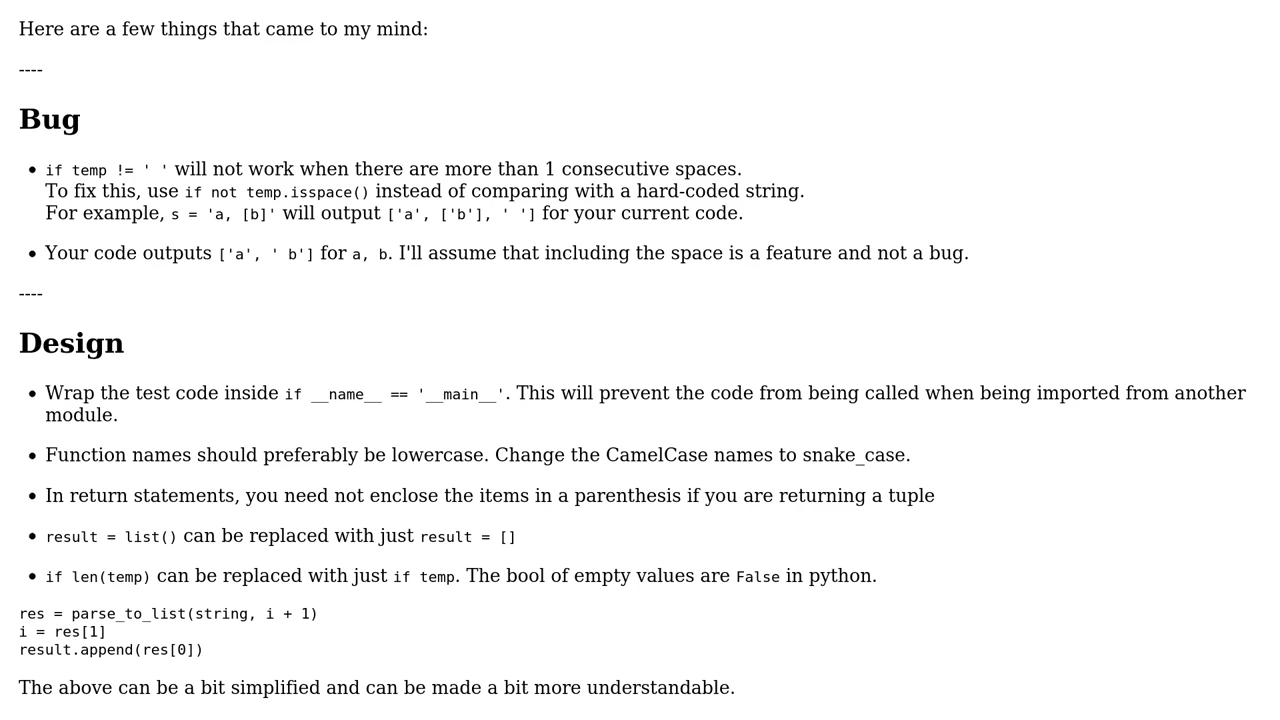 Here are a few things that came to my mind:
----
Bug
• if temp != ' ' will not work when there are more than 1 consecutive spaces.
To fix this, use if not temp.isspace() instead of comparing with a hard-coded string.
For example, s = 'a, [b]' will output ['a', ['b'], ' '] for your current code.
• Your code outputs ['a', ' b'] for a, b. I'll assume that including the space is a feature and not a bug.
----
Design
• Wrap the test code inside if __name__ == '__main__'. This will prevent the code from being called when being imported from another
module.
• Function names should preferably be lowercase. Change the CamelCase names to snake_case.
• In return statements, you need not enclose the items in a parenthesis if you are returning a tuple
• result = list() can be replaced with just result = []
• if len(temp) can be replaced with just if temp. The bool of empty values are False in python.
res = parse_to_list(string, i + 1)
i = res[1]
result.append(res[0])
The above can be a bit simplified and can be made a bit more understandable.